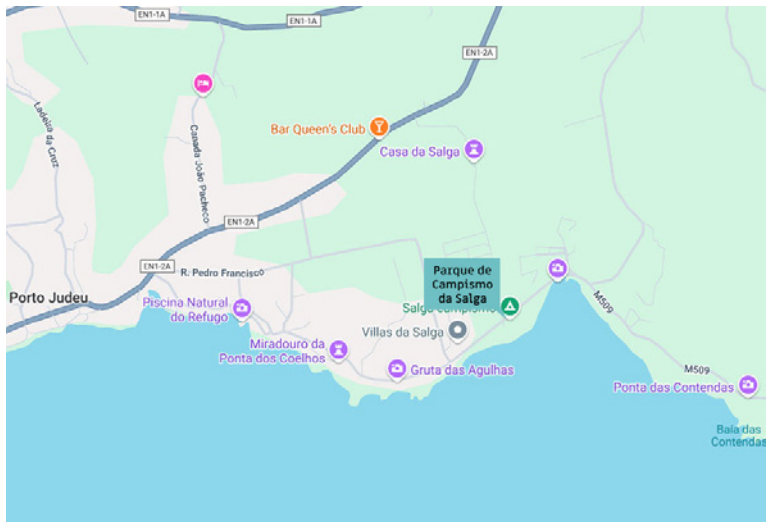 EN1-1A
EN1-1A
EN1-2A
Ladeira da Cruz
Canada João Pacheco
Bar Queen's Club
Casa da Salga
EN1-2A
EN1-2A
R. Pedro Francisco
Parque de
Campismo
da Salga
Porto Judeu
Piscina Natural
do Refugo
Salga campismo
M509
Villas da Salga
Miradouro da
Ponta dos Coelhos
Gruta das Agulhas
M509
Ponta das Contendas
Baía das
Contendas